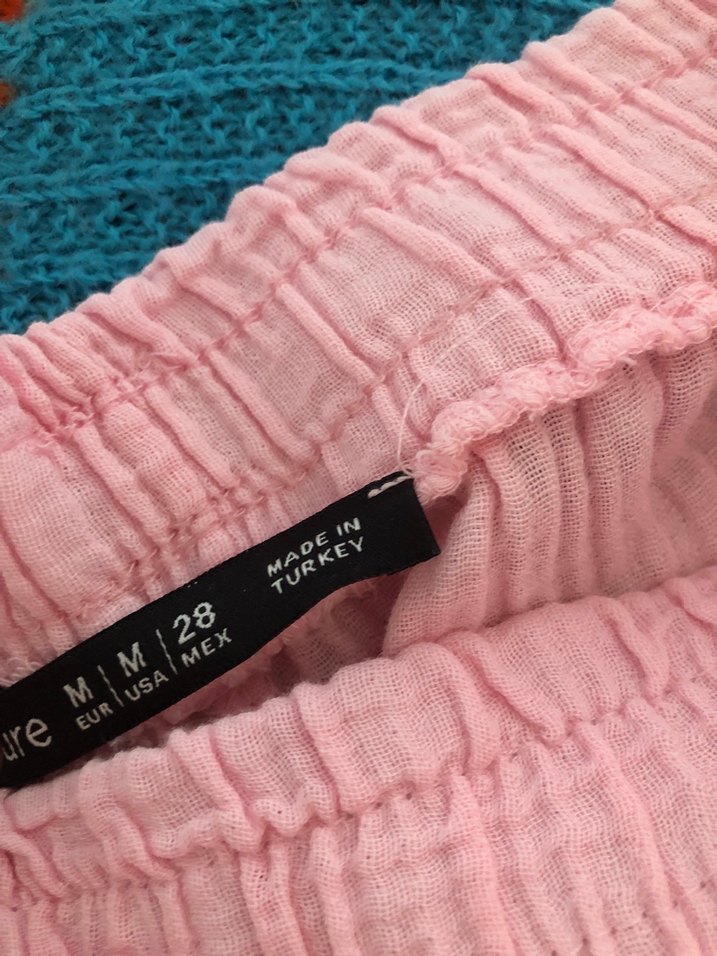 ure
M | M | 28
EUR | USA | MEX
MADE IN
TURKEY